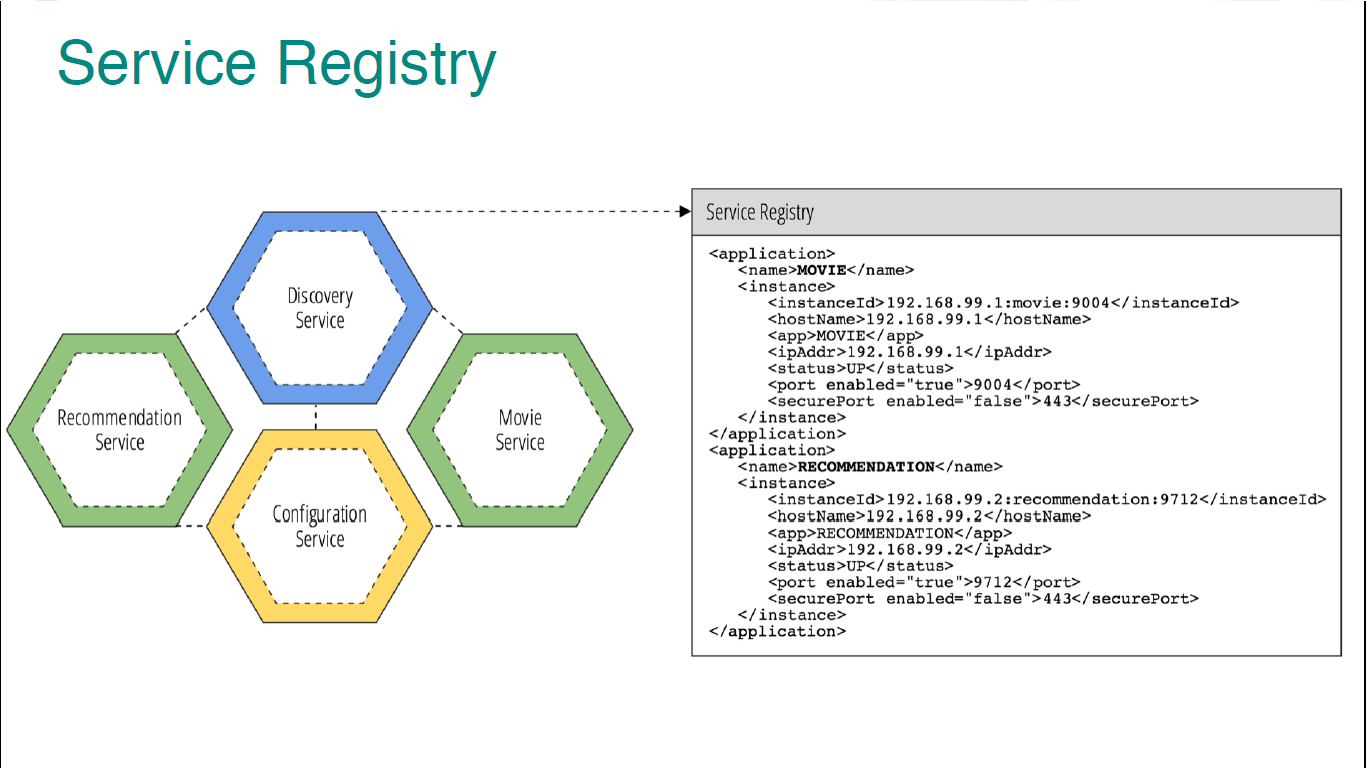 Service Registry
Discovery
Service
Recommendation
Service
Movie
Service
Configuration
Service
Service Registry
<application>
<name>MOVIE</name>
<instance>
<instanceId>192.168.99.1:movie:9004</instanceId>
<hostName>192.168.99.1</hostName>
<app>MOVIE</app>
<ipAddr>192.168.99.1</ipAddr>
<status>UP</status>
<port enabled="true">9004</port>
<securePort enabled="false">443</securePort>
</instance>
</application>
<application>
<name>RECOMMENDATION</name>
<instance>
<instanceId>192.168.99.2:recommendation:9712</instanceId>
<hostName>192.168.99.2</hostName>
<app>RECOMMENDATION</app>
<ipAddr>192.168.99.2</ipAddr>
<status>UP</status>
<port enabled="true">9712</port>
<securePort enabled="false">443</securePort>
</instance>
</application>